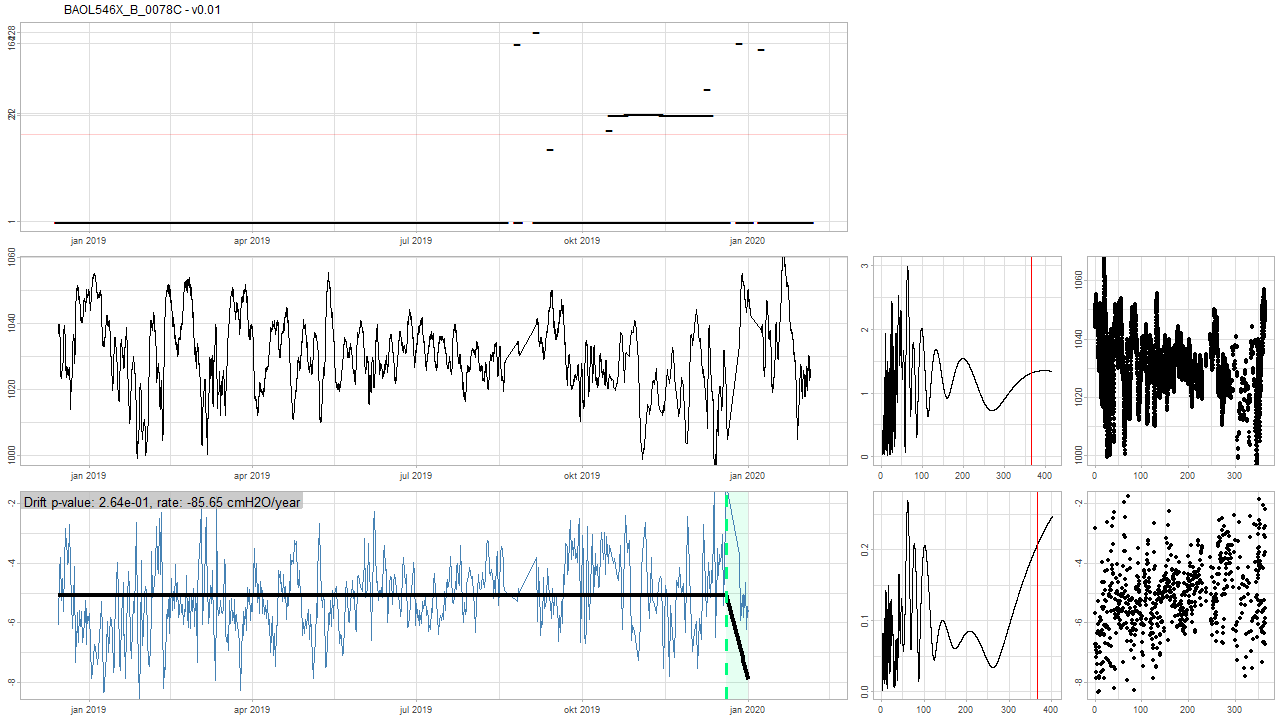 BAOL546X_B_0078C - v0.01
1
jan 2019
apr 2019
jul 2019
okt 2019
jan 2020
1060
1040
1020
1000
jan 2019
apr 2019
jul 2019
okt 2019
jan 2020
3
2
1
0
0
100
200
300
400
1060
1040
1020
1000
0
100
200
300
Drift p-value: 2.64e-01, rate: -85.65 cmH2O/year
-2
-4
-6
-8
jan 2019
apr 2019
jul 2019
okt 2019
jan 2020
0.2
0.1
0.0
0
100
200
300
400
-2
-4
-6
-8
0
100
200
300